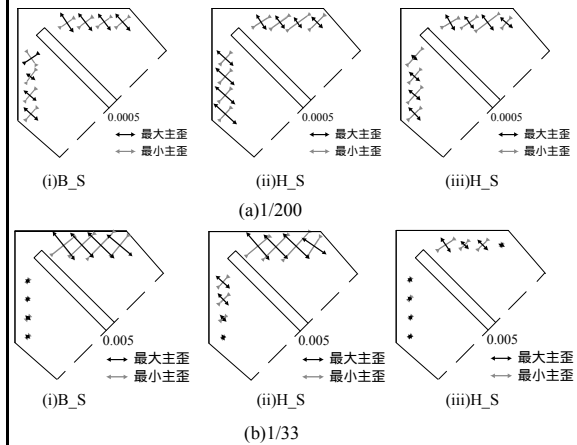 0.0005 0.0005 0.0005
最大主歪 最大主歪 最大主歪
最小主歪 最小主歪 最小主歪
(i)B_S (ii)H_S (iii)H_S
(a)1/200
0.005 0.005 0.005
最大主歪 最大主歪 最大主歪
最小主歪 最小主歪 最小主歪
(i)B_S (ii)H_S (iii)H_S
(b)1/33